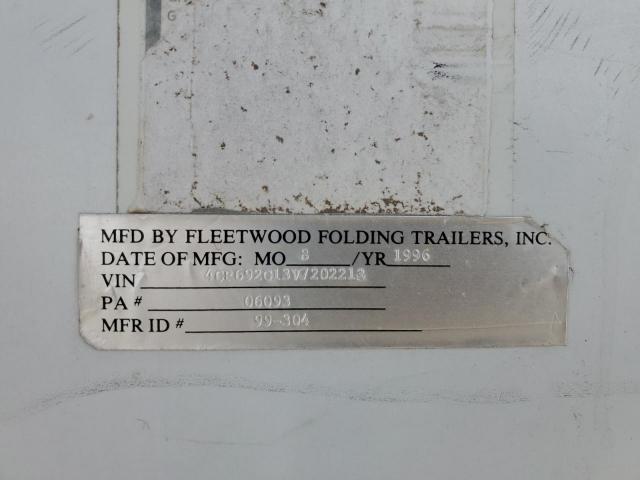 MFD BY FLEETWOOD FOLDING TRAILERS, INC.
DATE OF MFG: MO 8 /YR 1996
VIN 4CP692013V7202213
PA # 06093
MFR ID # 99-304